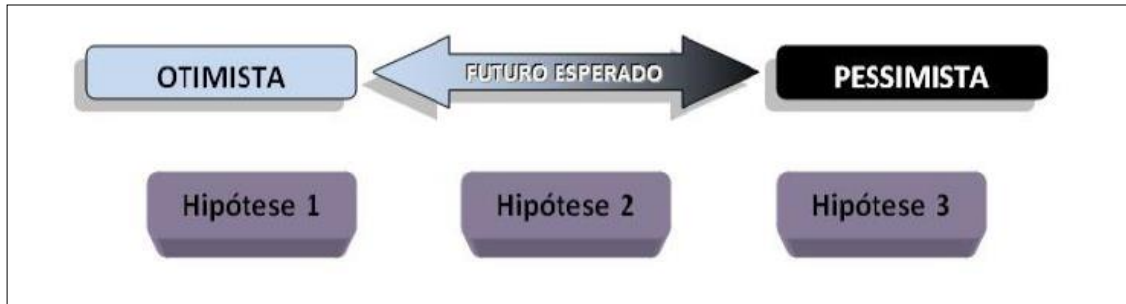 OTIMISTA
FUTURO ESPERADO
PESSIMISTA
Hipótese 1
Hipótese 2
Hipótese 3